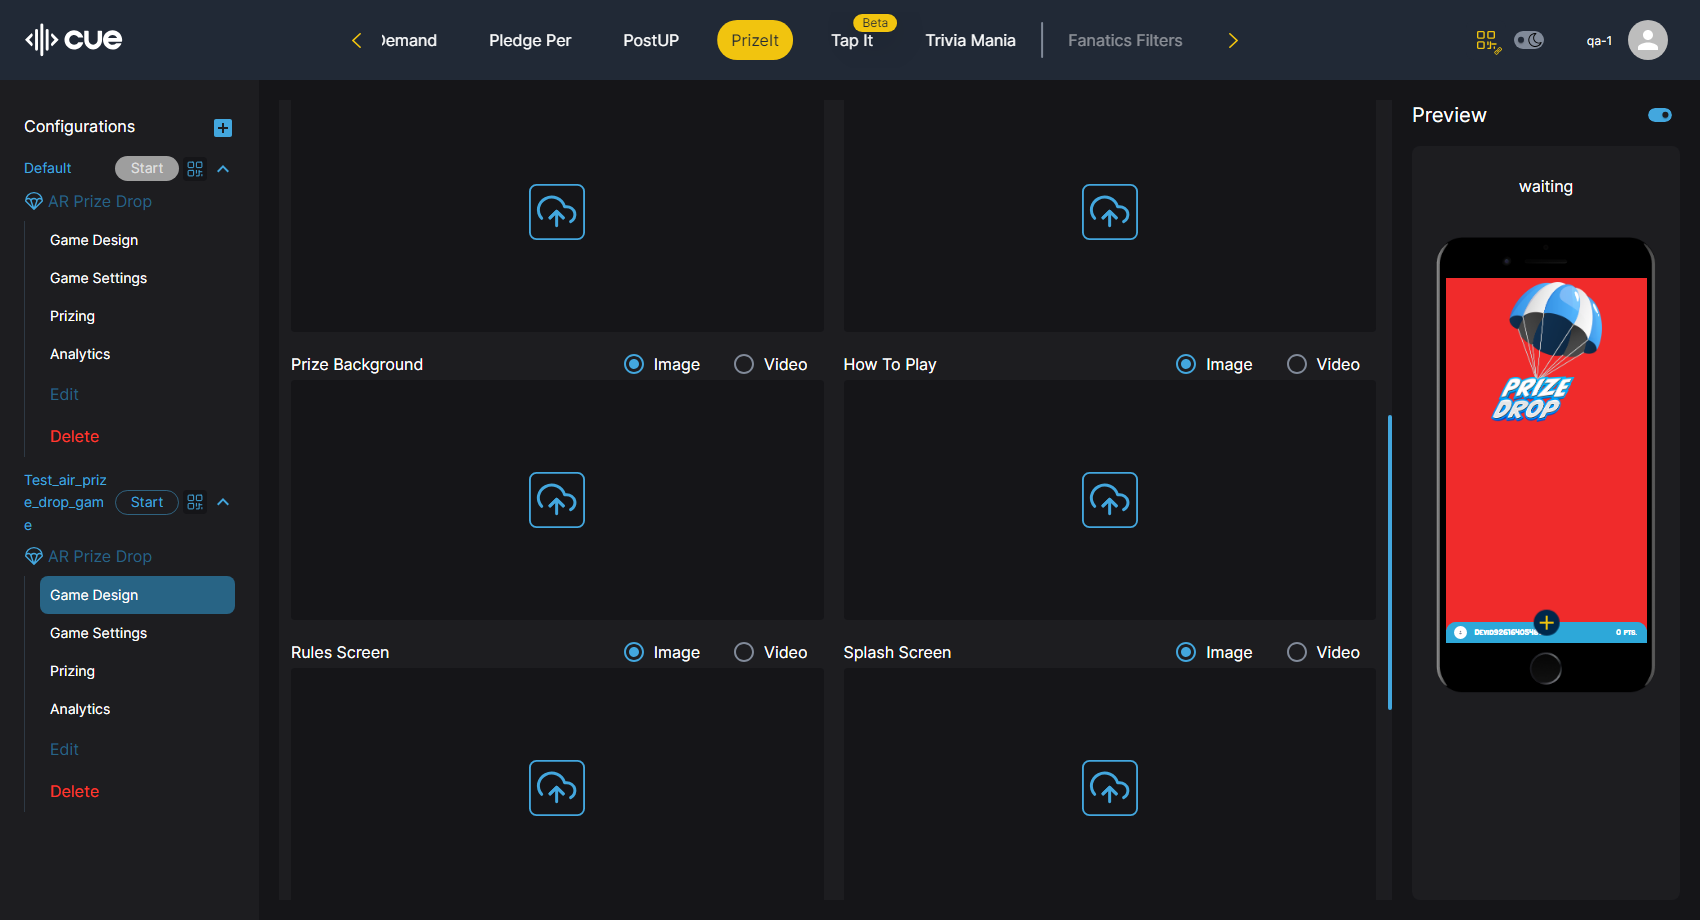 cue
Demand
Pledge Per
PostUP
PrizeIt
Beta
Tap It
Trivia Mania
Fanatics Filters
qa-1
Configurations
Default
Start
AR Prize Drop
Game Design
Game Settings
Prizing
Analytics
Edit
Delete
Test_air_priz
e_drop_gam
e
Start
AR Prize Drop
Game Design
Game Settings
Prizing
Analytics
Edit
Delete
Prize Background
Image
Video
How To Play
Image
Video
Rules Screen
Image
Video
Splash Screen
Image
Video
Preview
waiting
PRIZE
DROP
0 PTS.